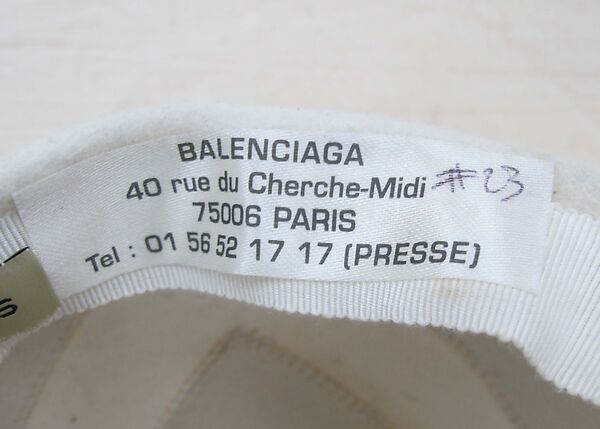 BALENCIAGA
40 rue du Cherche-Midi #23
75006 PARIS
Tel : 01 56 52 17 17 (PRESSE)
S